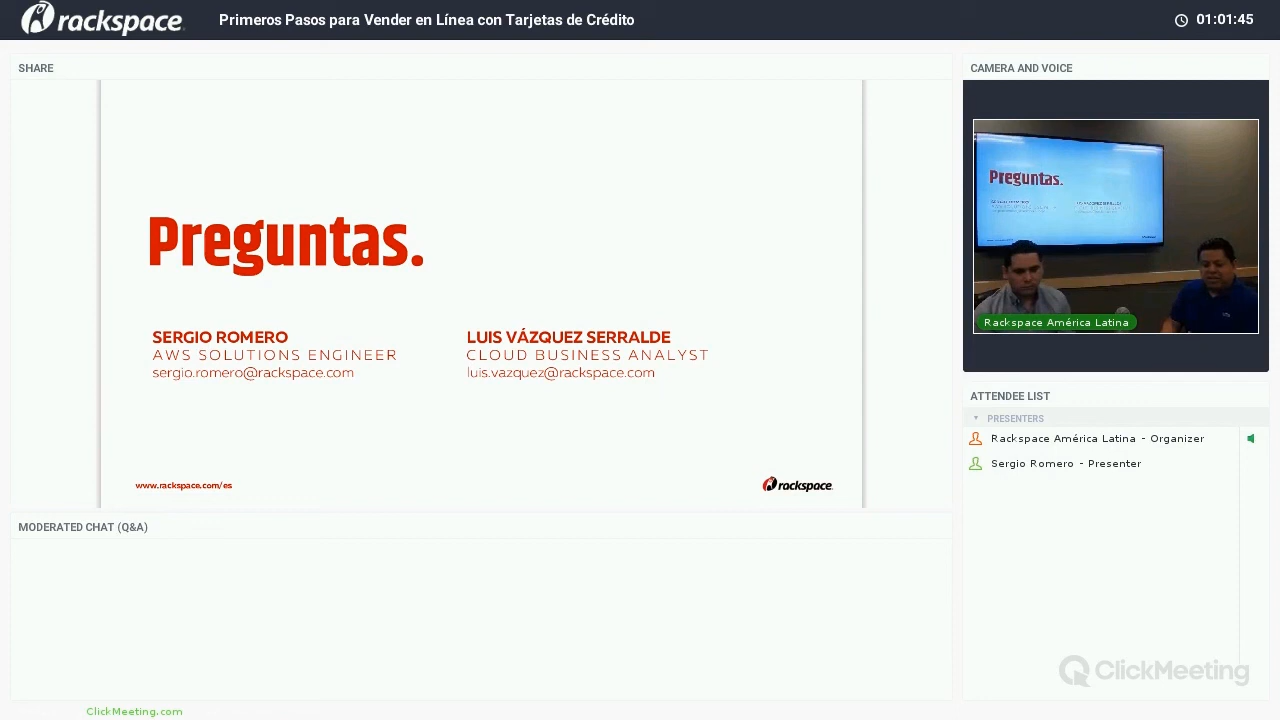 rackspace
Primeros Pasos para Vender en Línea con Tarjetas de Crédito
01:01:45
SHARE
Preguntas.
SERGIO ROMERO
AWS SOLUTIONS ENGINEER
sergio.romero@rackspace.com
LUIS VÁZQUEZ SERRALDE
CLOUD BUSINESS ANALYST
luis.vazquez@rackspace.com
www.rackspace.com/es
rackspace
MODERATED CHAT (Q&A)
ClickMeeting.com
CAMERA AND VOICE
Preguntas.
Rackspace América Latina
ATTENDEE LIST
PRESENTERS
Rackspace América Latina - Organizer
Sergio Romero - Presenter
ClickMeeting